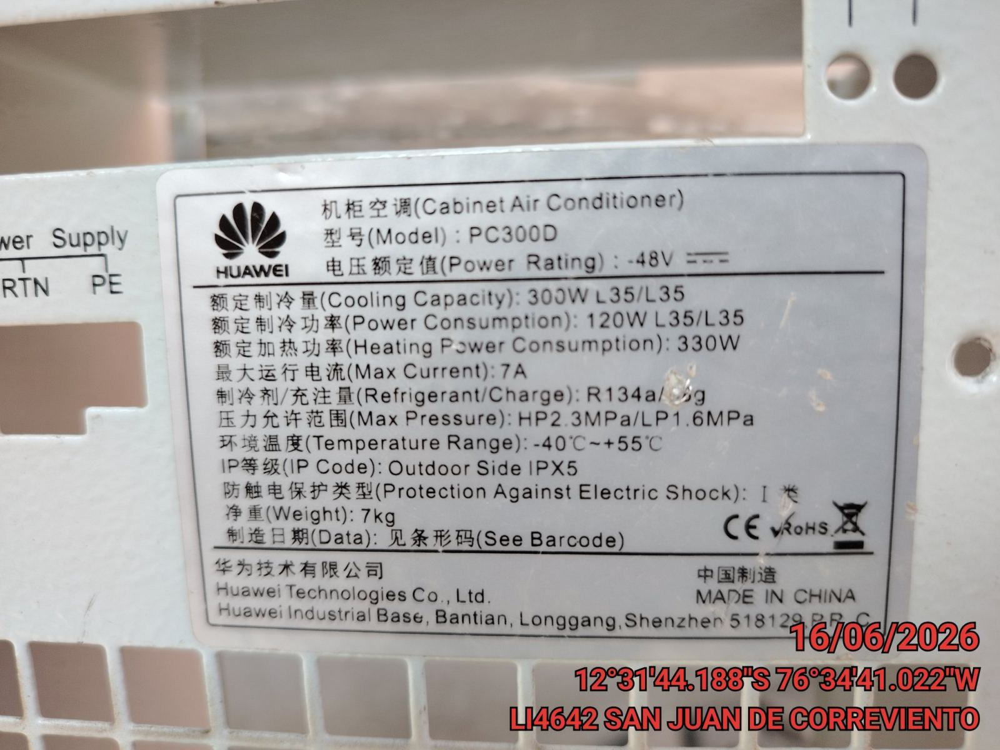 Supply
RTN PE
HUAWEI
机柜空调(Cabinet Air Conditioner)
型号(Model) : PC300D
电压额定值(Power Rating) : -48V
额定制冷量(Cooling Capacity): 300W L35/L35
额定制冷功率(Power Consumption): 120W L35/L35
额定加热功率(Heating Power Consumption): 330W
最大运行电流(Max Current): 7A
制冷剂/充注量(Refrigerant/Charge): R134a/
压力允许范围(Max Pressure): HP2.3MPa/LP1.6MPa
环境温度(Temperature Range): -40℃~+55℃
IP等级(IP Code): Outdoor Side IPX5
防触电保护类型(Protection Against Electric Shock): I 类
净重(Weight): 7kg
制造日期(Data): 见条形码(See Barcode)
CE RoHS
华为技术有限公司
Huawei Technologies Co., Ltd.
中国制造
MADE IN CHINA
Huawei Industrial Base, Bantian, Longgang,Shenzhen 518129,P.R. C
16/06/2026
12°31'44.188"S 76°34'41.022"W
LI4642 SAN JUAN DE CORREVIENTO